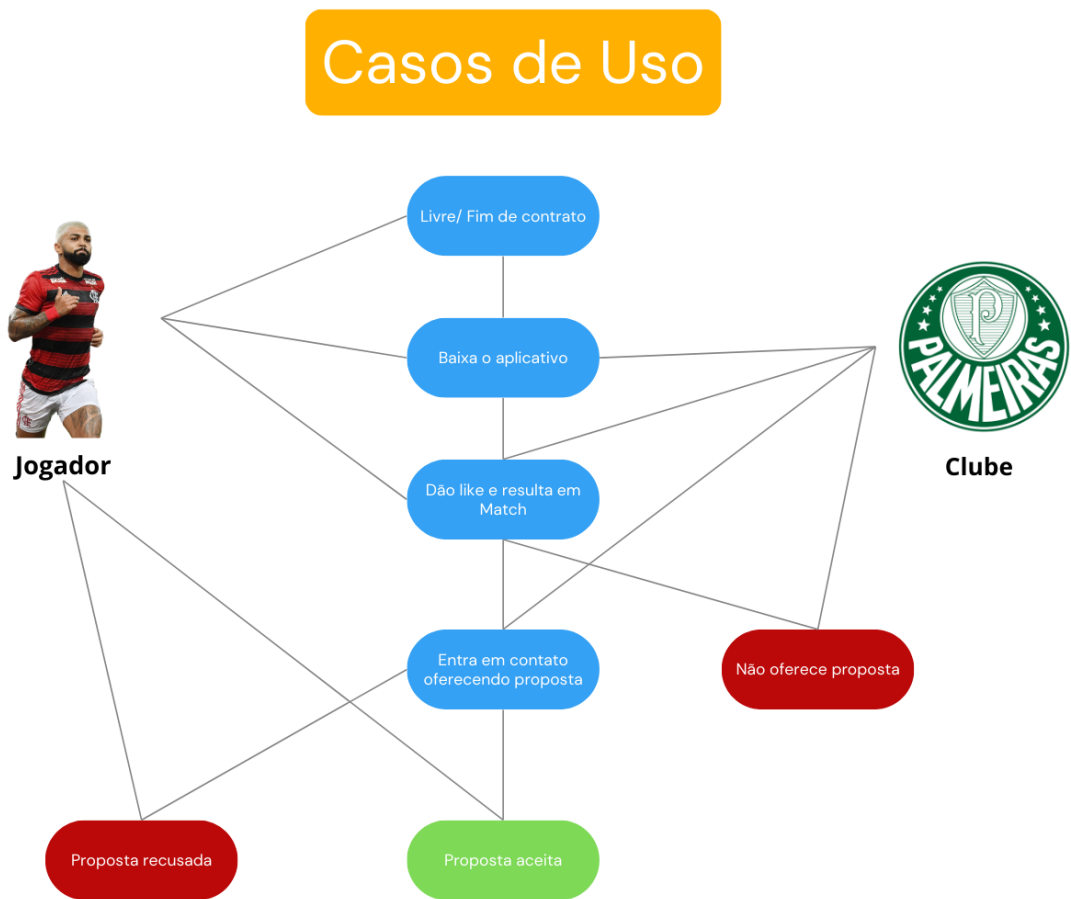 Casos de Uso
Livre/ Fim de contrato
Baixa o aplicativo
PALMEIRAS
P
Jogador
Clube
Dão like e resulta em
Match
Entra em contato
oferecendo proposta
Não oferece proposta
Proposta recusada
Proposta aceita